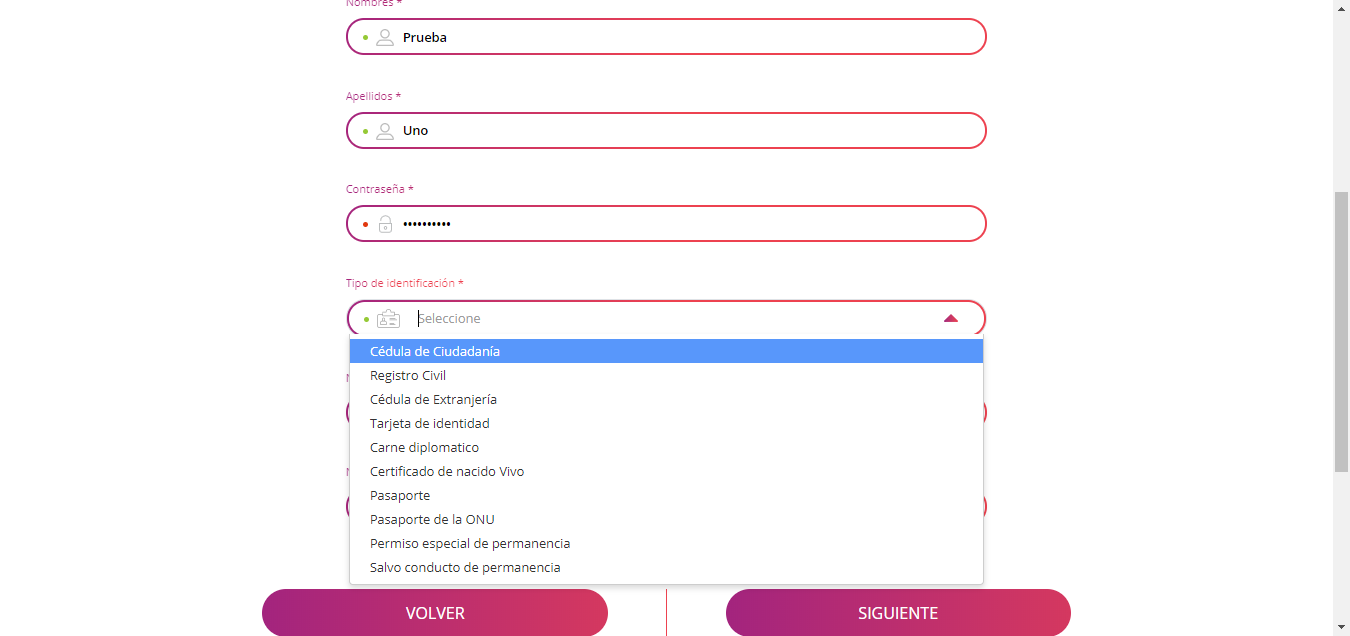 Nombres *
Prueba
Apellidos *
Uno
Contraseña *
••••••••••
Tipo de identificación *
Seleccione
Cédula de Ciudadanía
Registro Civil
Cédula de Extranjería
Tarjeta de identidad
Carne diplomatico
Certificado de nacido Vivo
Pasaporte
Pasaporte de la ONU
Permiso especial de permanencia
Salvo conducto de permanencia
VOLVER
SIGUIENTE